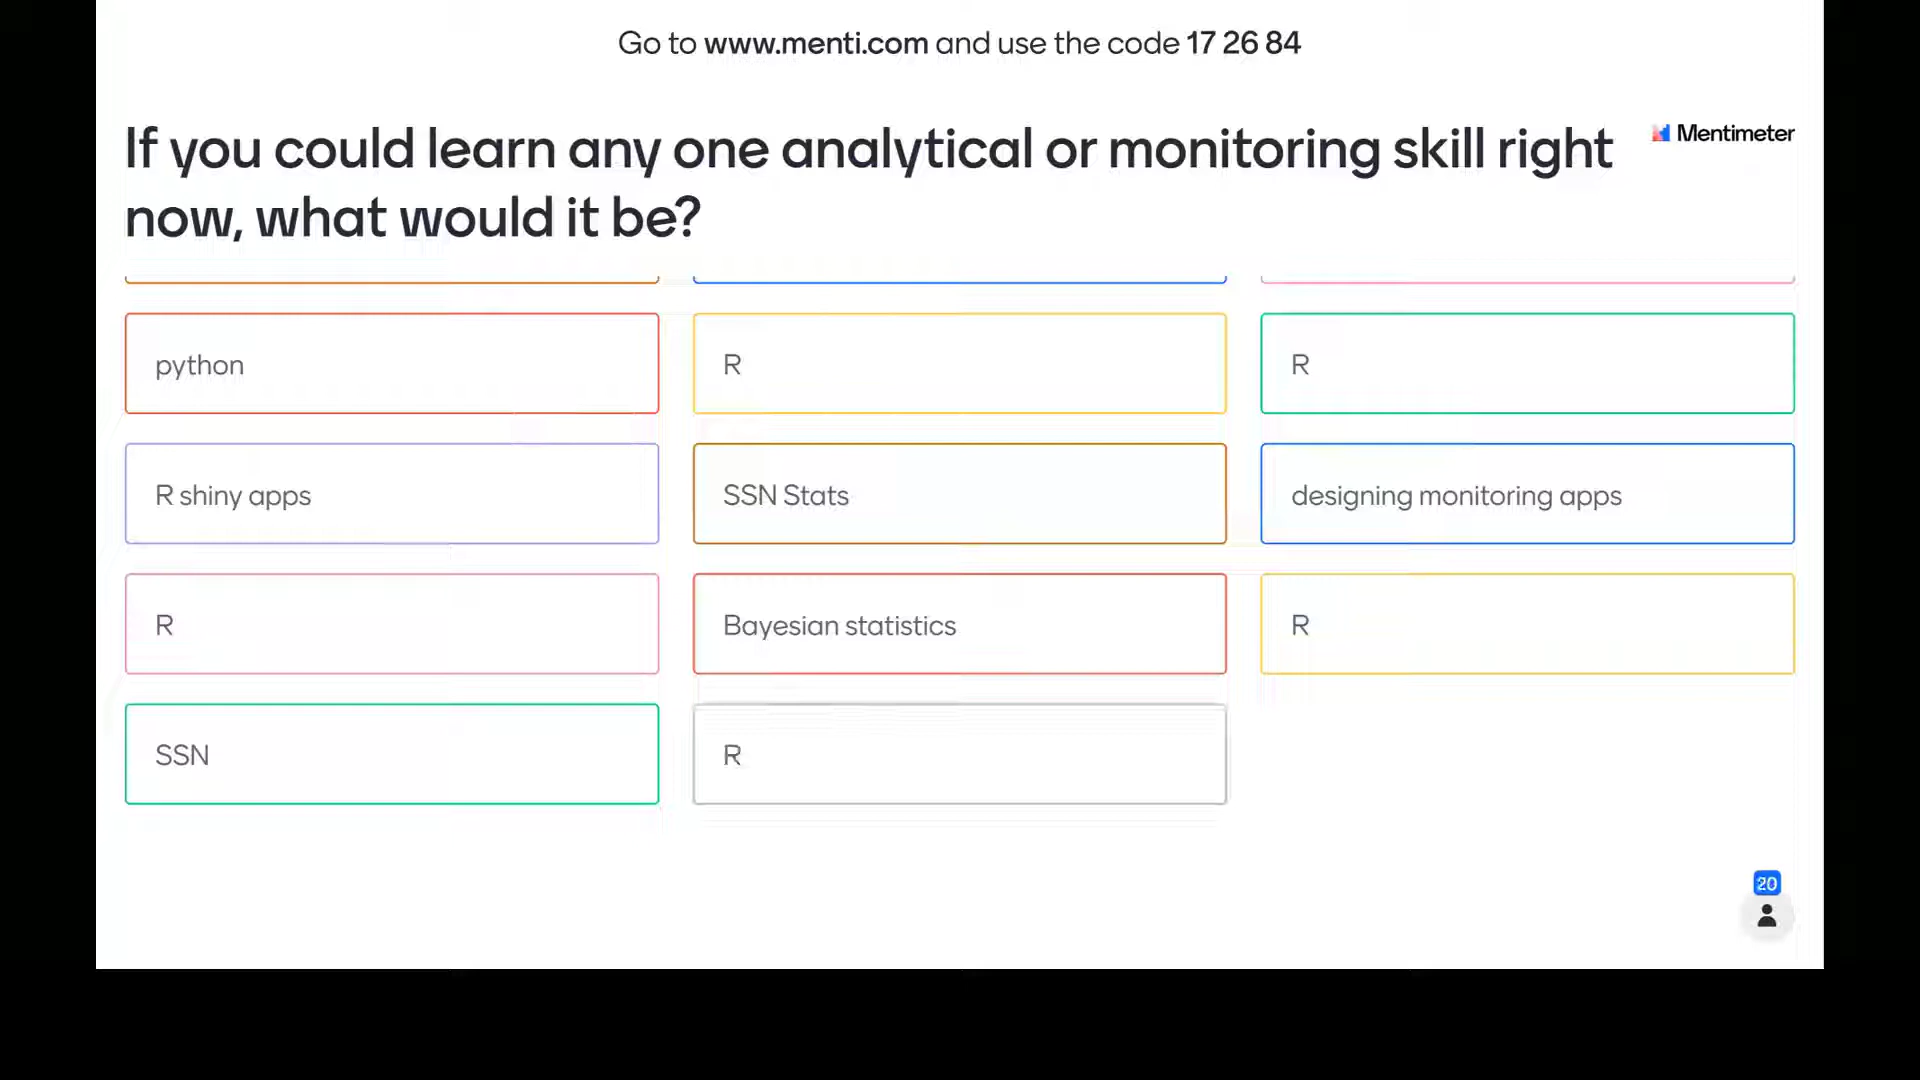 Go to www.menti.com and use the code 17 26 84
If you could learn any one analytical or monitoring skill right
now, what would it be?
Mentimeter
python
R
R
R shiny apps
SSN Stats
designing monitoring apps
R
Bayesian statistics
R
SSN
R
20